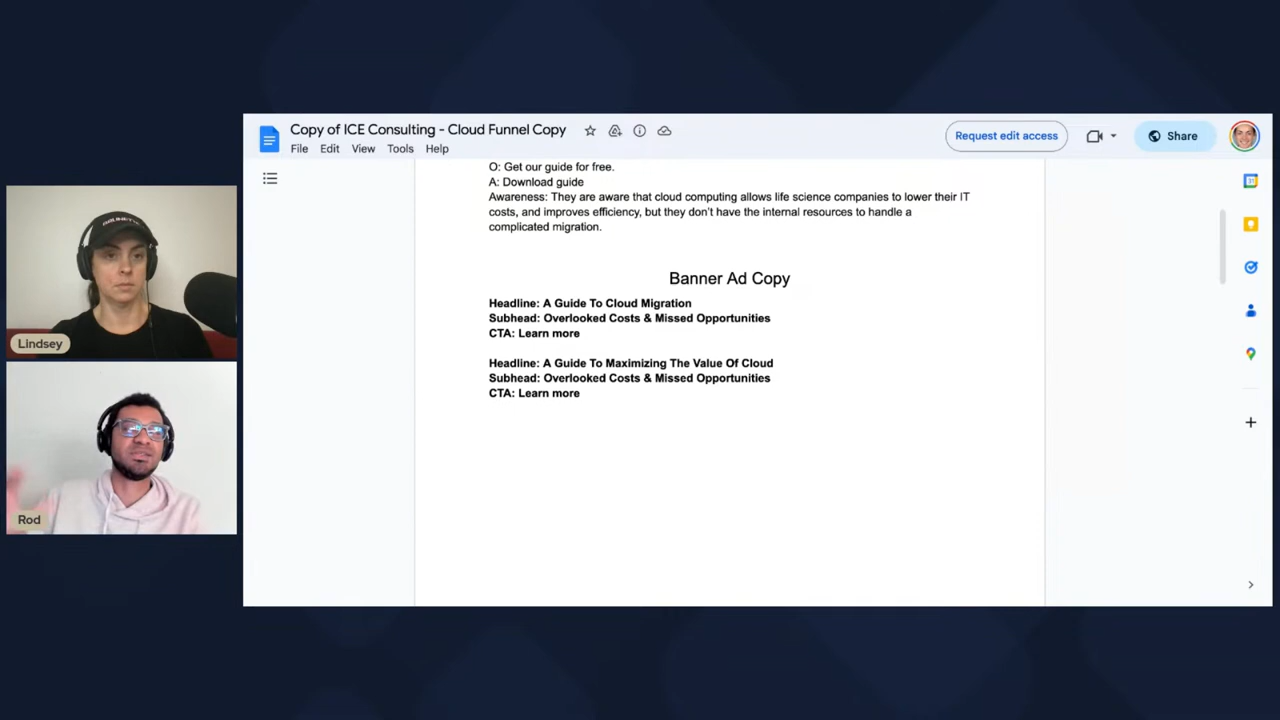 Copy of ICE Consulting - Cloud Funnel Copy
Request edit access
Share
File Edit View Tools Help
O: Get our guide for free.
A: Download guide
Awareness: They are aware that cloud computing allows life science companies to lower their IT
costs, and improves efficiency, but they don't have the internal resources to handle a
complicated migration.
Banner Ad Copy
Headline: A Guide To Cloud Migration
Subhead: Overlooked Costs & Missed Opportunities
CTA: Learn more
Headline: A Guide To Maximizing The Value Of Cloud
Subhead: Overlooked Costs & Missed Opportunities
CTA: Learn more
Lindsey
Rod
31